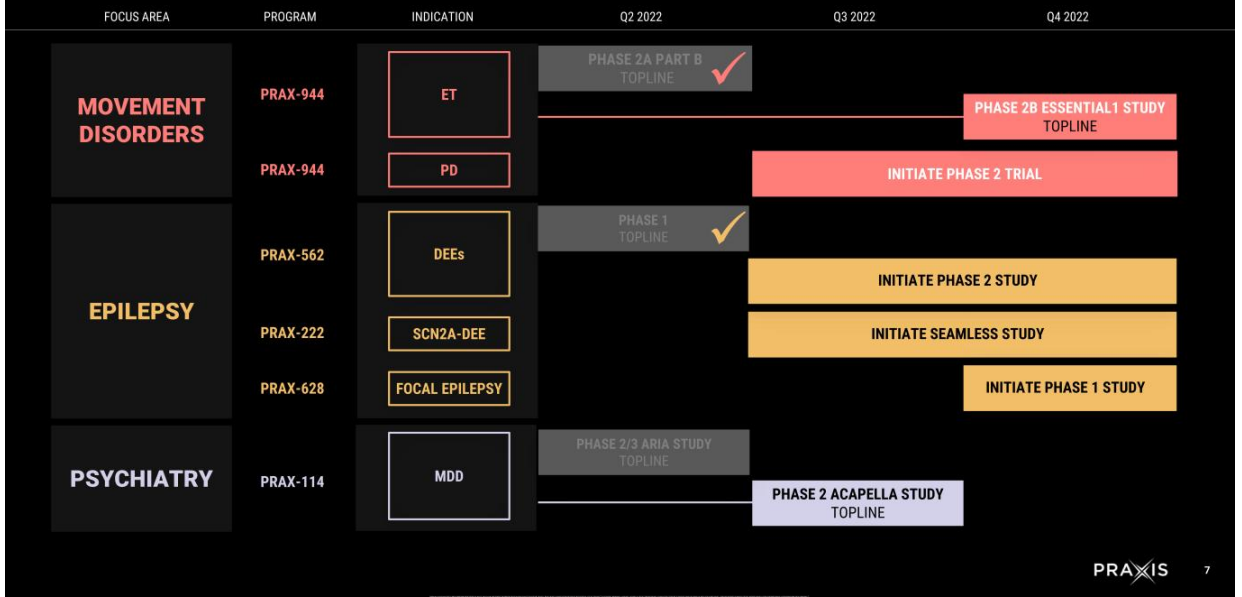 FOCUS AREA PROGRAM INDICATION Q2 2022 Q3 2022 Q4 2022
MOVEMENT
DISORDERS
PRAX-944
ET
PHASE 2A PART B
TOPLINE
PHASE 2B ESSENTIAL1 STUDY
TOPLINE
PRAX-944
PD
INITIATE PHASE 2 TRIAL
EPILEPSY
PRAX-562
DEEs
PHASE 1
TOPLINE
INITIATE PHASE 2 STUDY
PRAX-222
SCN2A-DEE
INITIATE SEAMLESS STUDY
PRAX-628
FOCAL EPILEPSY
INITIATE PHASE 1 STUDY
PSYCHIATRY
PRAX-114
MDD
PHASE 2/3 ARIA STUDY
TOPLINE
PHASE 2 ACAPELLA STUDY
TOPLINE
PRAXIS 7